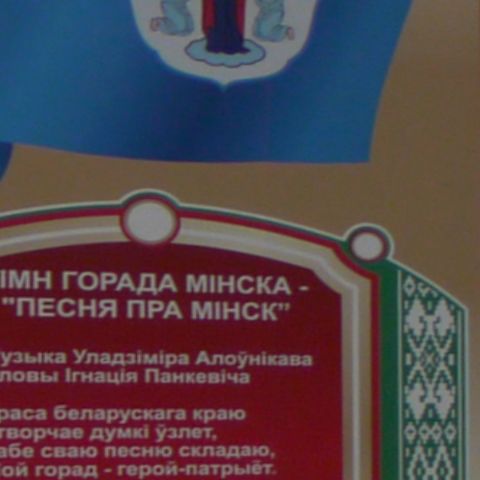 ІМН ГОРАДА МІНСКА -
"ПЕСНЯ ПРА МІНСК”
узыка Уладзіміра Алоўнікава
ловы Ігнація Панкевіча
раса беларускага краю
творчае думкі ўзлет,
абе сваю песню складаю,
ой горад - герой-патрыёт.